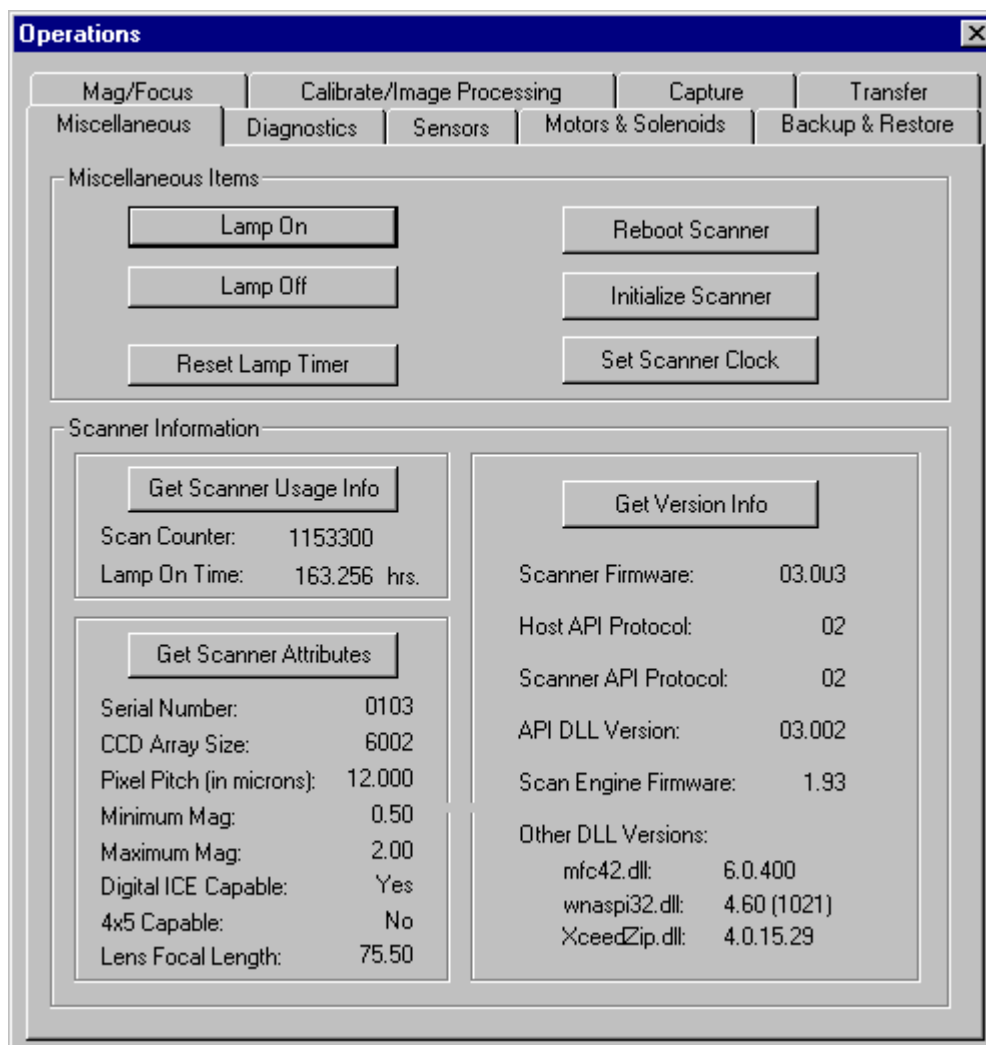 Operations
Mag/Focus Calibrate/Image Processing Capture Transfer
Miscellaneous Diagnostics Sensors Motors & Solenoids Backup & Restore
Miscellaneous Items
Lamp On
Reboot Scanner
Lamp Off
Initialize Scanner
Reset Lamp Timer
Set Scanner Clock
Scanner Information
Get Scanner Usage Info
Scan Counter: 1153300
Lamp On Time: 163.256 hrs.
Get Scanner Attributes
Serial Number: 0103
CCD Array Size: 6002
Pixel Pitch (in microns): 12.000
Minimum Mag: 0.50
Maximum Mag: 2.00
Digital ICE Capable: Yes
4x5 Capable: No
Lens Focal Length: 75.50
Get Version Info
Scanner Firmware: 03.0U3
Host API Protocol: 02
Scanner API Protocol: 02
API DLL Version: 03.002
Scan Engine Firmware: 1.93
Other DLL Versions:
mfc42.dll: 6.0.400
wnaspi32.dll: 4.60 (1021)
XceedZip.dll: 4.0.15.29